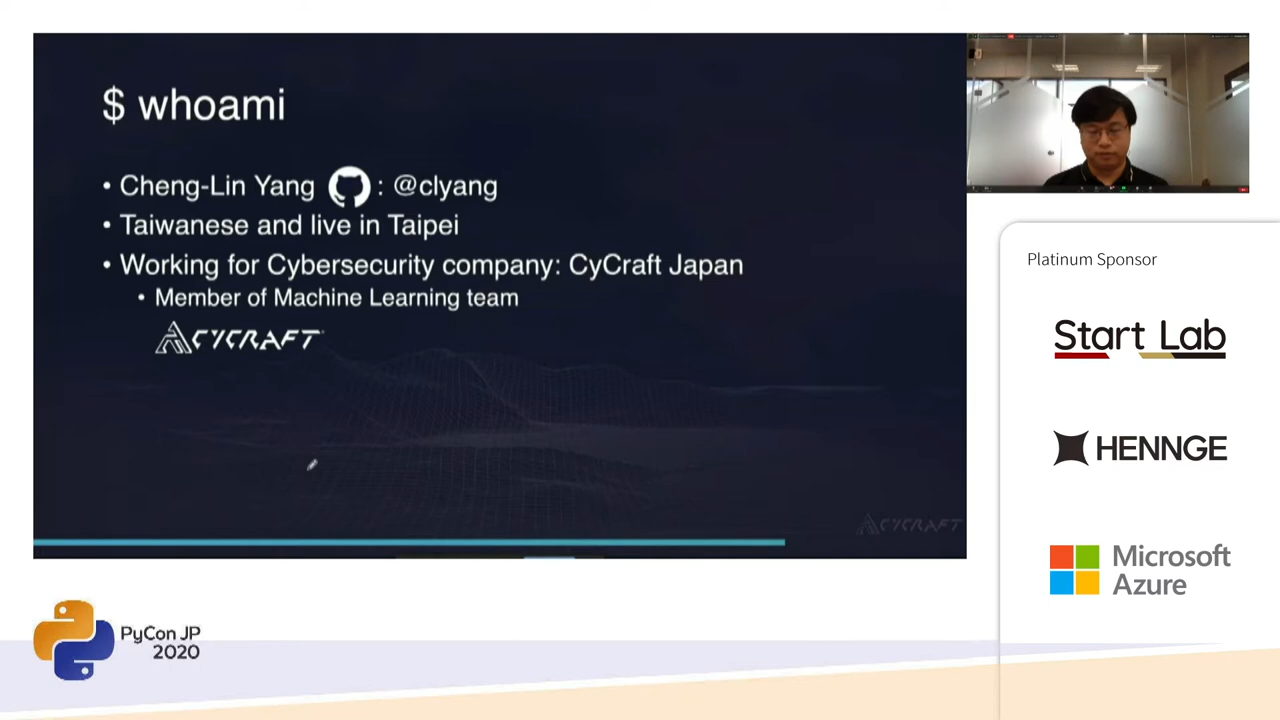 $ whoami
• Cheng-Lin Yang : @clyang
• Taiwanese and live in Taipei
• Working for Cybersecurity company: CyCraft Japan
• Member of Machine Learning team
CYCRAFT
CYCRAFT
Platinum Sponsor
Start Lab
HENNGE
Microsoft
Azure
PyCon JP
2020